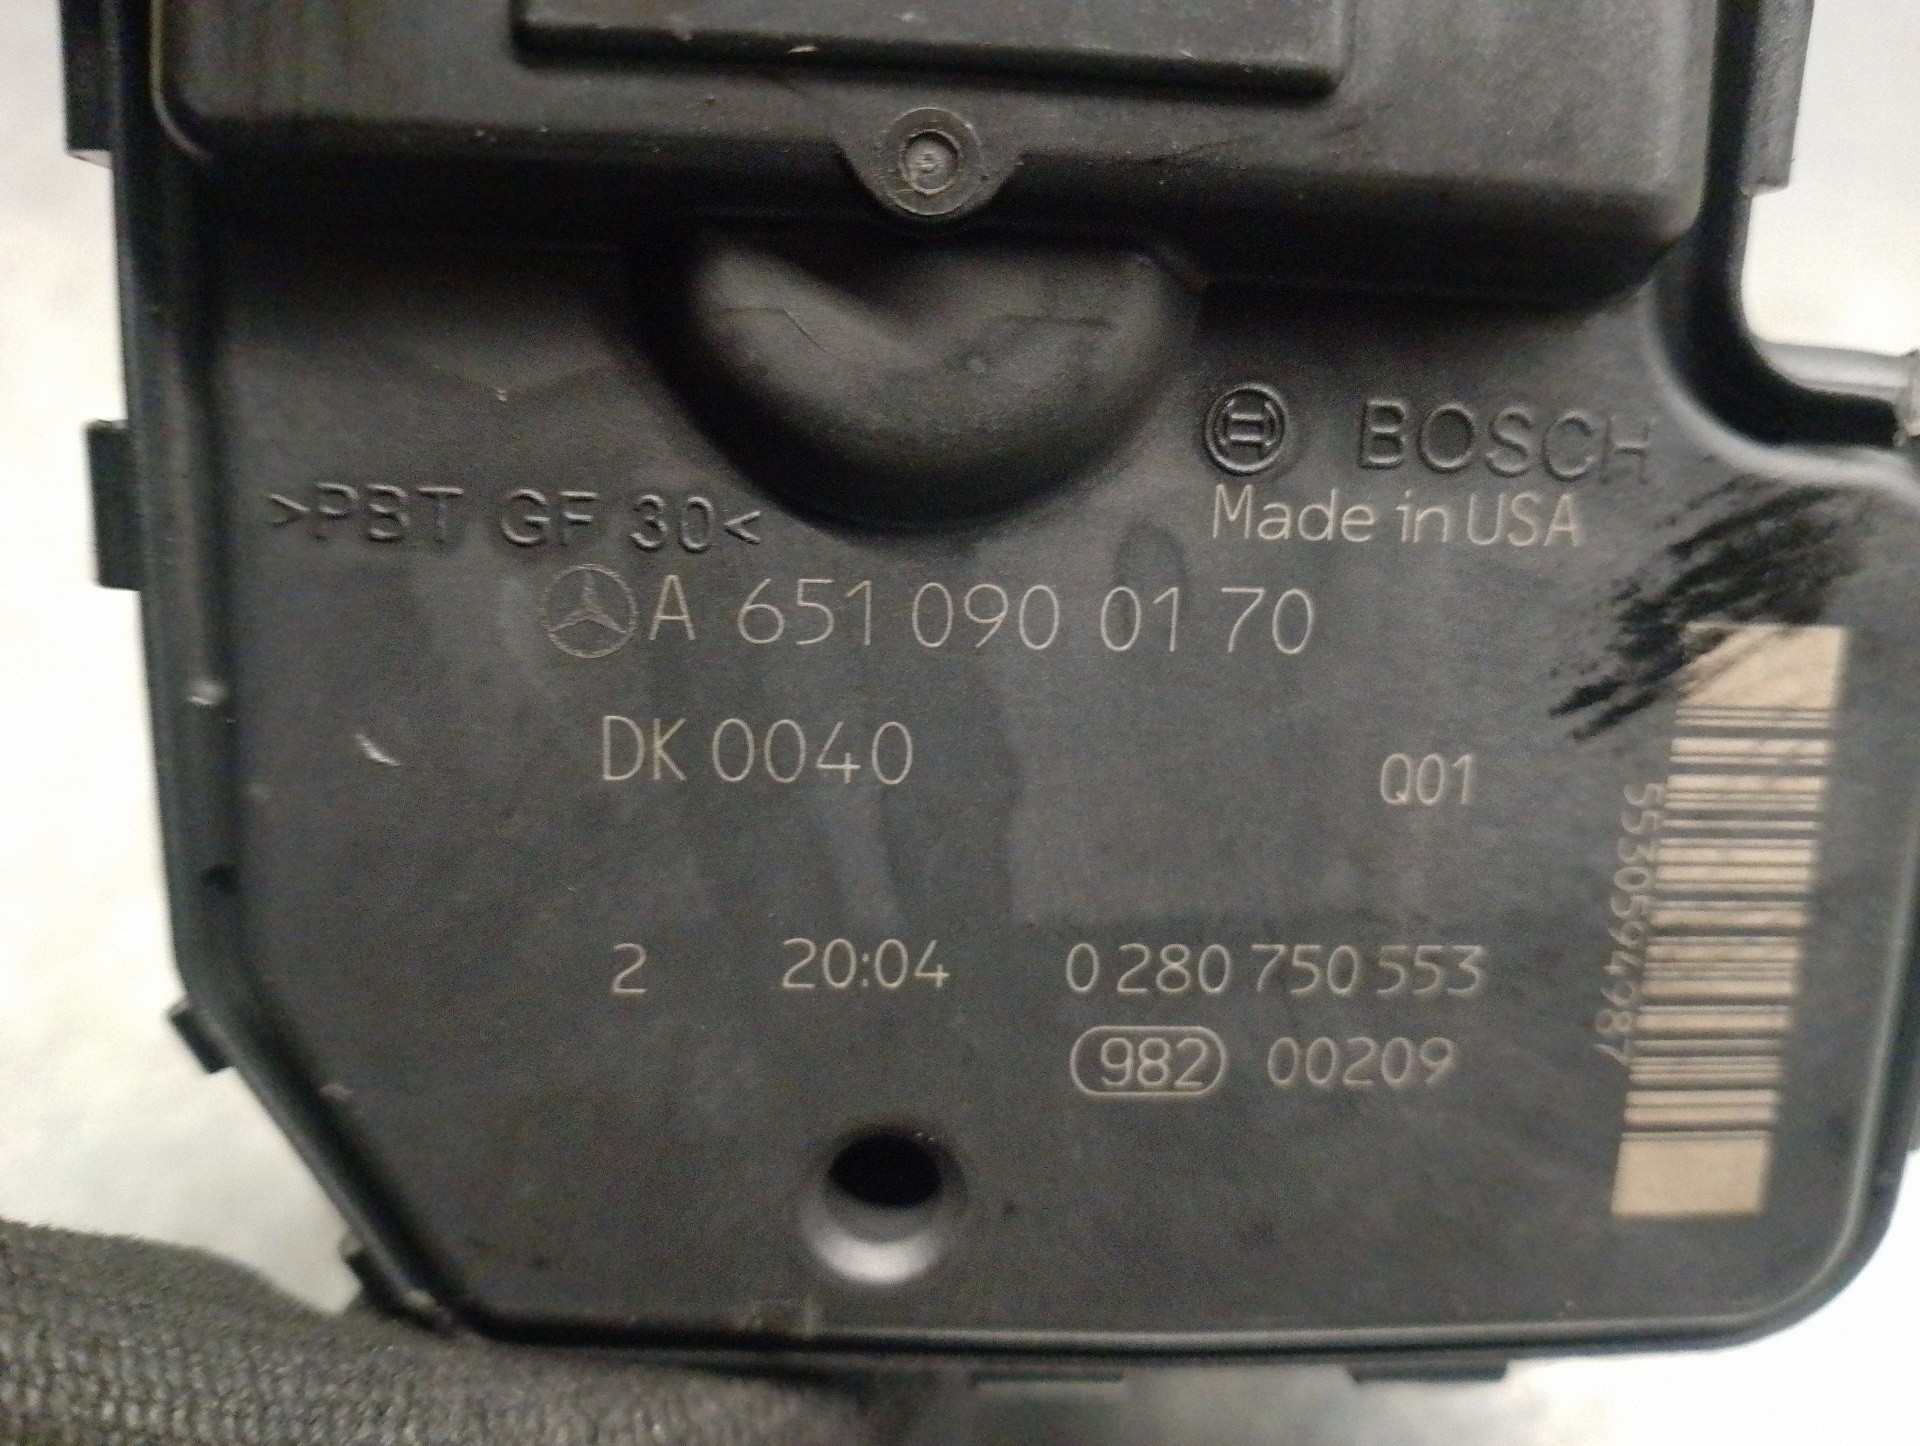 BOSCH
Made in USA
>PBT GF 30<
A 651 090 01 70
DK 0040
Q01
5530594987
2 20:04 0 280 750 553
982 00209